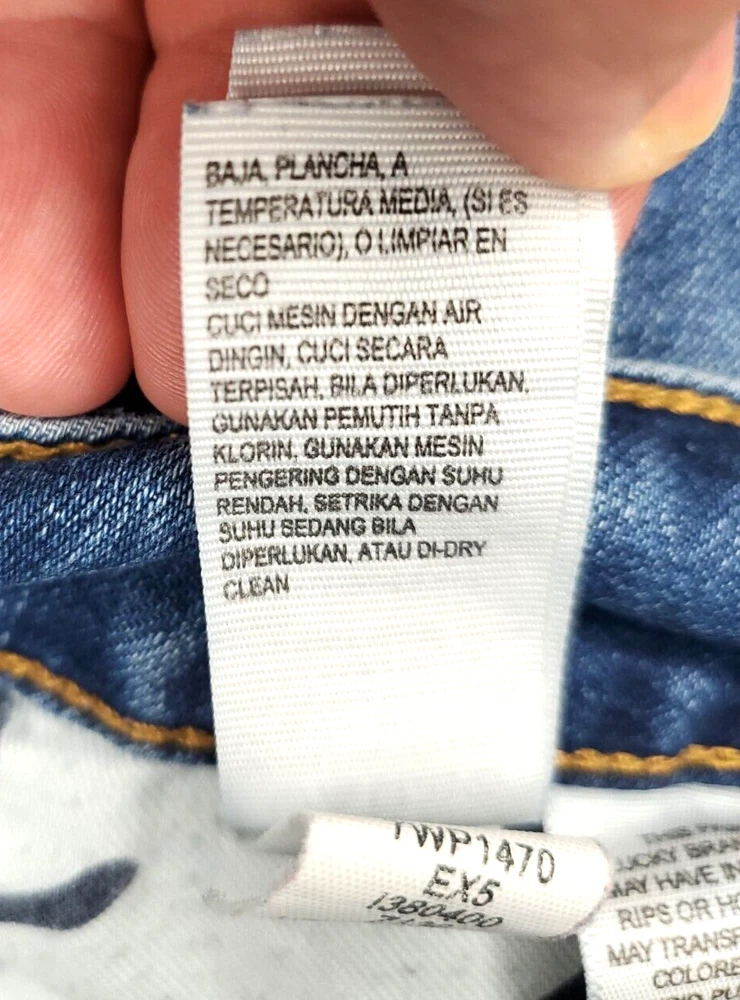 BAJA, PLANCHA, A
TEMPERATURA MEDIA, (SI ES
NECESARIO), O LIMPIAR EN
SECO
CUCI MESIN DENGAN AIR
DINGIN, CUCI SECARA
TERPISAH. BILA DIPERLUKAN.
GUNAKAN PEMUTIH TANPA
KLORIN. GUNAKAN MESIN
PENGERING DENGAN SUHU
RENDAH. SETRIKA DENGAN
SUHU SEDANG BILA
DIPERLUKAN, ATAU DI-DRY
CLEAN
WP1470
EX5
1380400
LUCKY BRAN
MAY HAVE IN
RIPS OR HO
MAY TRANSF
COLORE